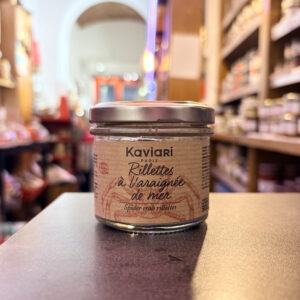 Kaviari
PARIS
Rillettes
à l'araignée
de mer
Spider crab rillettes